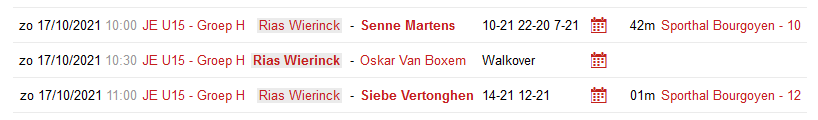 zo 17/10/2021 10:00 JE U15 - Groep H Rias Wierinck - Senne Martens 10-21 22-20 7-21 42m Sporthal Bourgoyen - 10
zo 17/10/2021 10:30 JE U15 - Groep H Rias Wierinck - Oskar Van Boxem Walkover
zo 17/10/2021 11:00 JE U15 - Groep H Rias Wierinck - Siebe Vertonghen 14-21 12-21 01m Sporthal Bourgoyen - 12